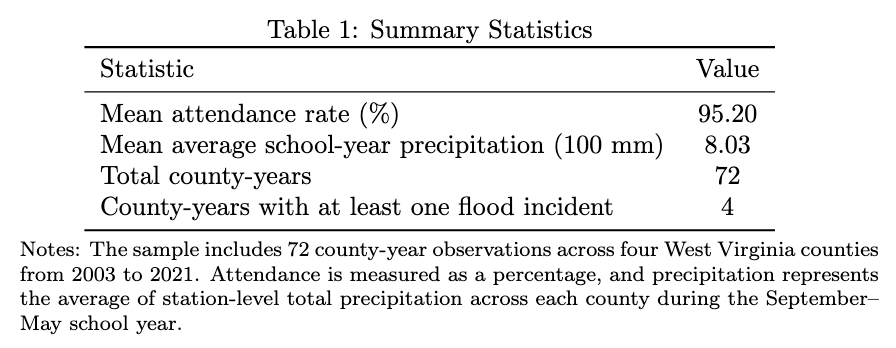 Table 1: Summary Statistics
Statistic Value
Mean attendance rate (%) 95.20
Mean average school-year precipitation (100 mm) 8.03
Total county-years 72
County-years with at least one flood incident 4
Notes: The sample includes 72 county-year observations across four West Virginia counties
from 2003 to 2021. Attendance is measured as a percentage, and precipitation represents
the average of station-level total precipitation across each county during the September–
May school year.